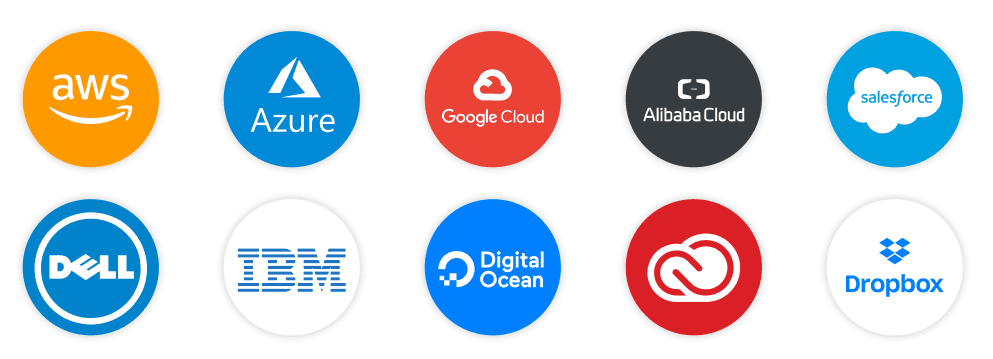 aws
Azure
Google Cloud
Alibaba Cloud
salesforce
DELL
IBM
Digital
Ocean
Dropbox